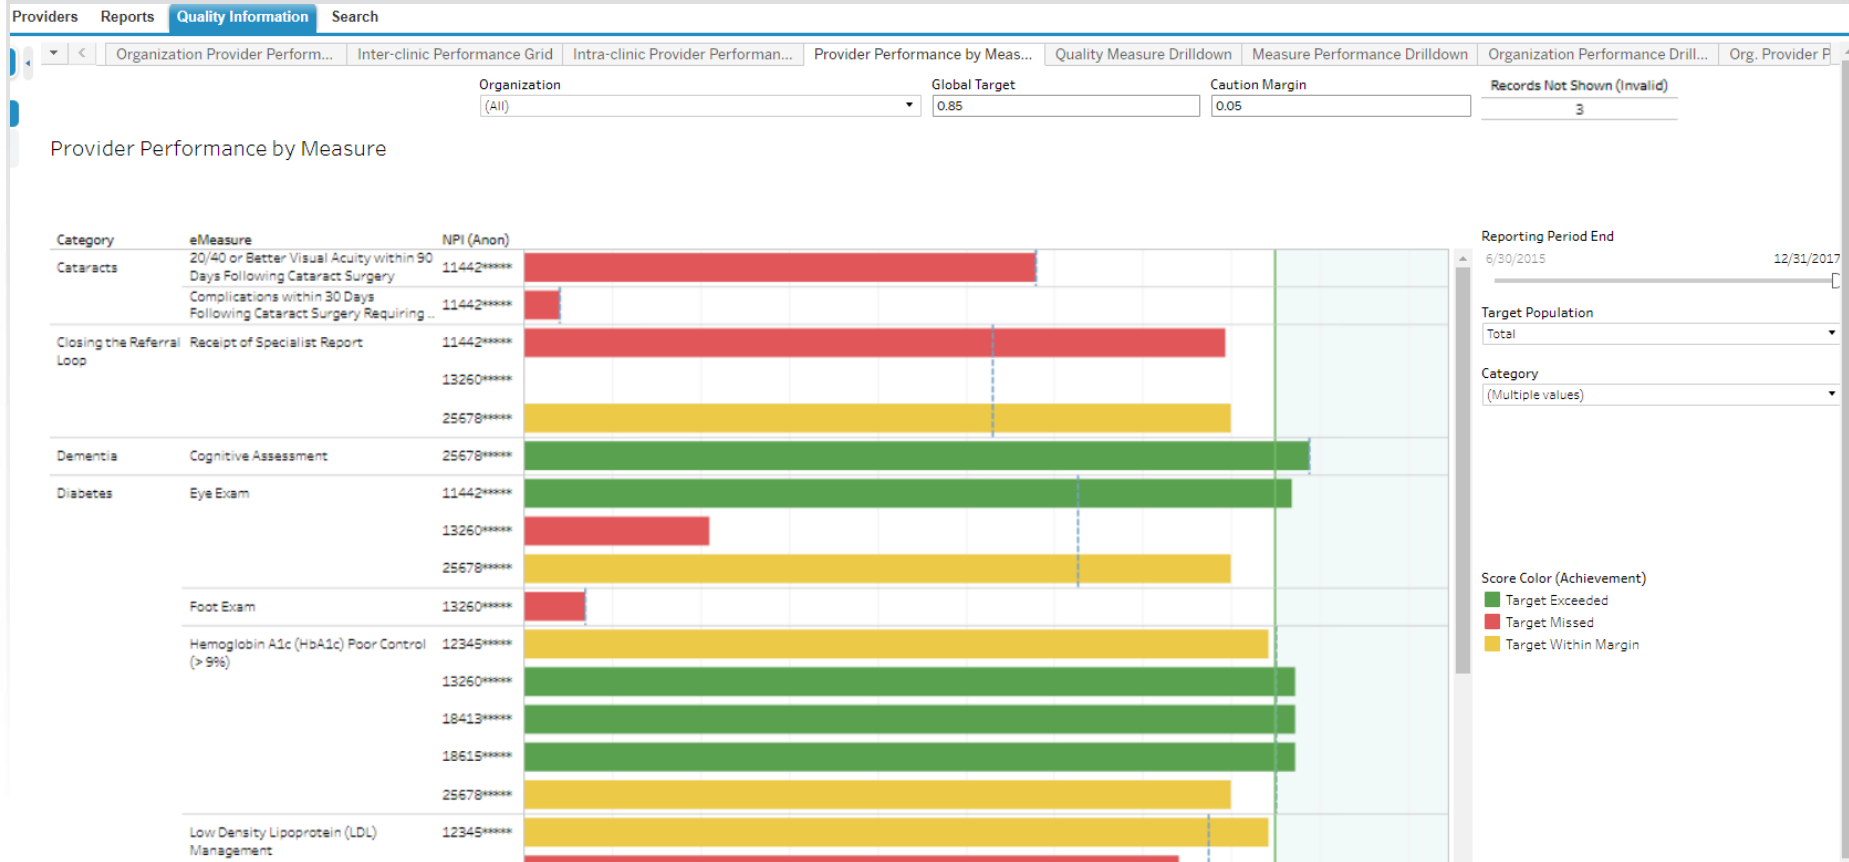 Providers Reports Quality Information Search
Organization Provider Perform... Inter-clinic Performance Grid Intra-clinic Provider Performan... Provider Performance by Meas... Quality Measure Drilldown Measure Performance Drilldown Organization Performance Drill... Org. Provider P
Organization Global Target Caution Margin Records Not Shown (Invalid)
(All) 0.85 0.05 3
Provider Performance by Measure
Category eMeasure NPI (Anon)
Cataracts 20/40 or Better Visual Acuity within 90
Days Following Cataract Surgery 11442*****
Complications within 30 Days
Following Cataract Surgery Requiring .. 11442*****
Closing the Referral
Loop Receipt of Specialist Report 11442*****
13260*****
25678*****
Dementia Cognitive Assessment 25678*****
Diabetes Eye Exam 11442*****
13260*****
25678*****
Foot Exam 13260*****
Hemoglobin A1c (HbA1c) Poor Control
(> 9%) 12345*****
13260*****
18413*****
18615*****
25678*****
Low Density Lipoprotein (LDL)
Management 12345*****
Reporting Period End
6/30/2015 12/31/2017
Target Population
Total
Category
(Multiple values)
Score Color (Achievement)
Target Exceeded
Target Missed
Target Within Margin